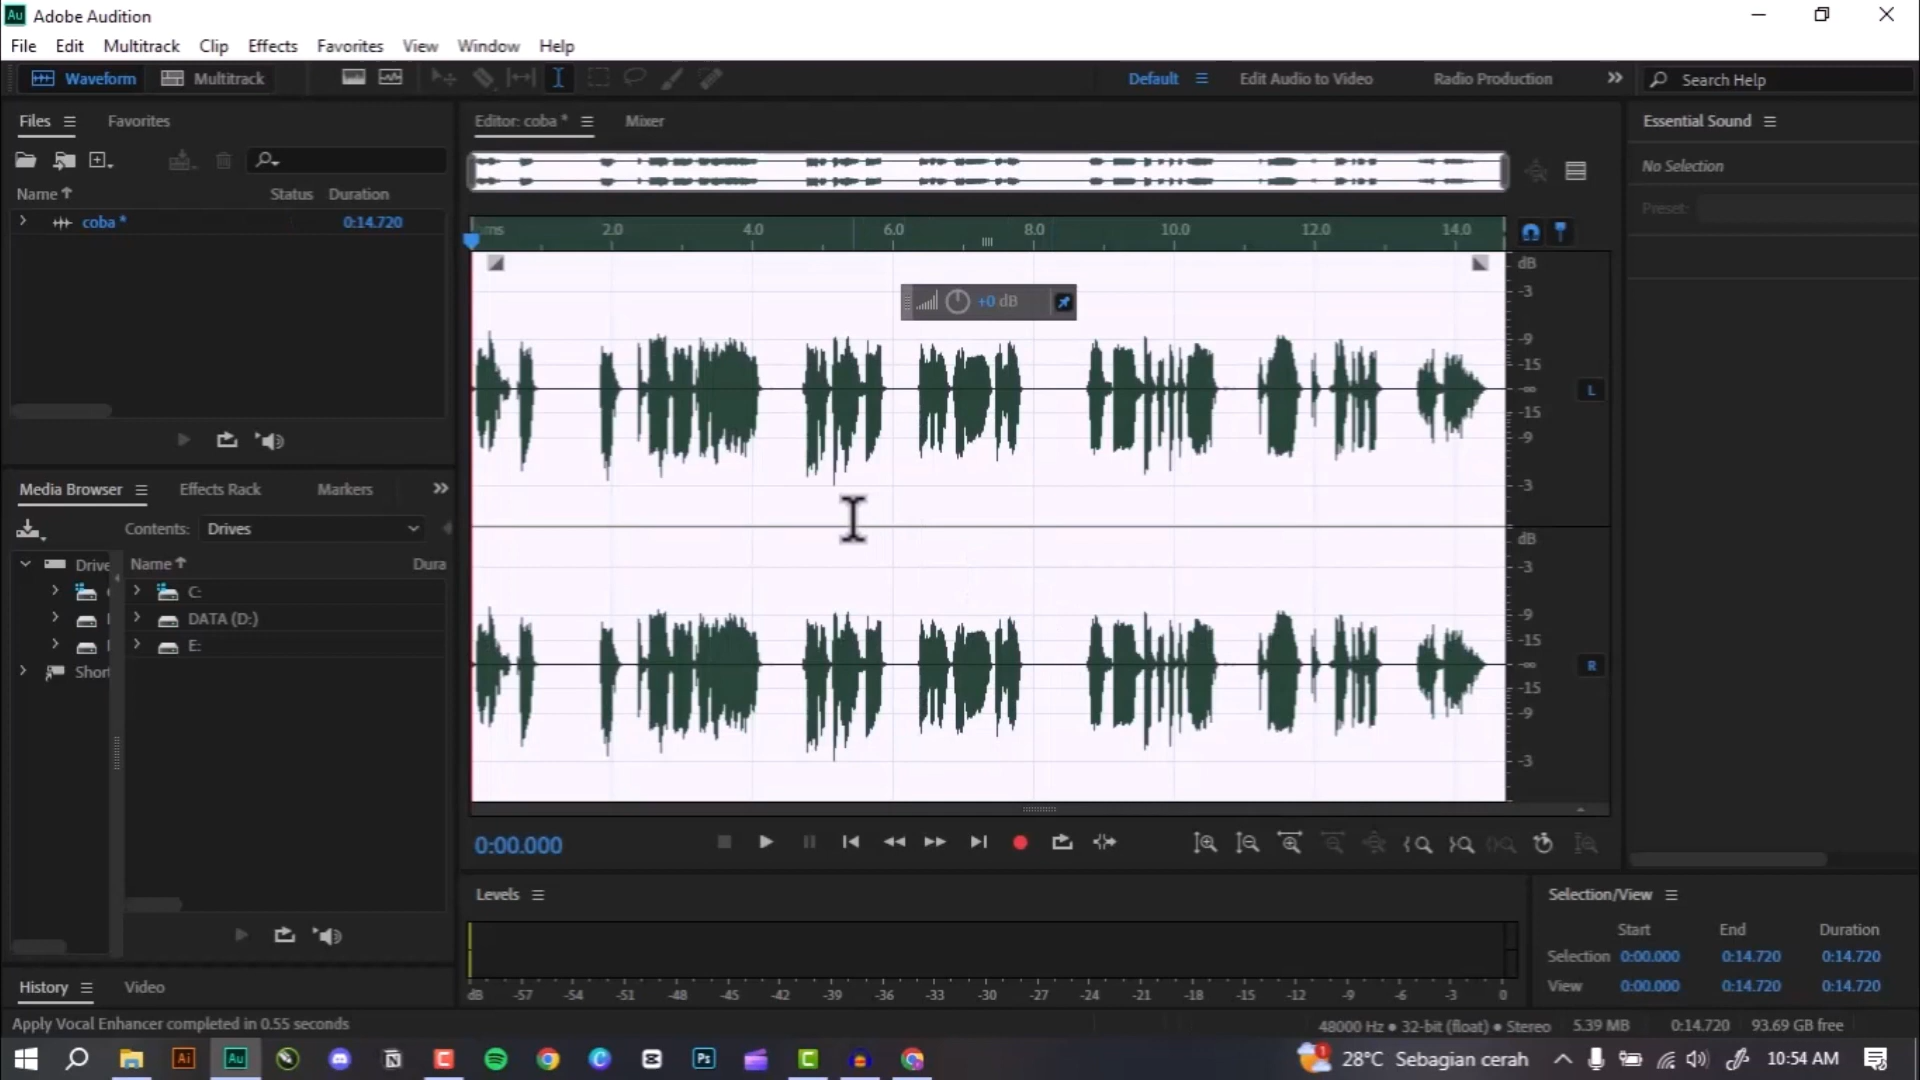 Au Adobe Audition
File Edit Multitrack Clip Effects Favorites View Window Help
Waveform Multitrack Default Edit Audio to Video Radio Production Search Help
Files Favorites
Name Status Duration
coba * 0:14.720
Media Browser Effects Rack Markers
Contents: Drives
Drive
Name Dura
C:
DATA (D:)
E:
Short
History Video
Editor: coba * Mixer
hms 2.0 4.0 6.0 8.0 10.0 12.0 14.0
+0 dB
dB
-3
-9
-15
-∞
-15
-9
-3
L
dB
-3
-9
-15
-∞
-15
-9
-3
R
0:00.000
Levels
dB -57 -54 -51 -48 -45 -42 -39 -36 -33 -30 -27 -24 -21 -18 -15 -12 -9 -6 -3 0
Essential Sound
No Selection
Preset:
Selection/View
Start End Duration
Selection 0:00.000 0:14.720 0:14.720
View 0:00.000 0:14.720 0:14.720
Apply Vocal Enhancer completed in 0.55 seconds
48000 Hz • 32-bit (float) • Stereo 5.39 MB 0:14.720 93.69 GB free
Ai Au Ps
1 28°C Sebagian cerah 10:54 AM